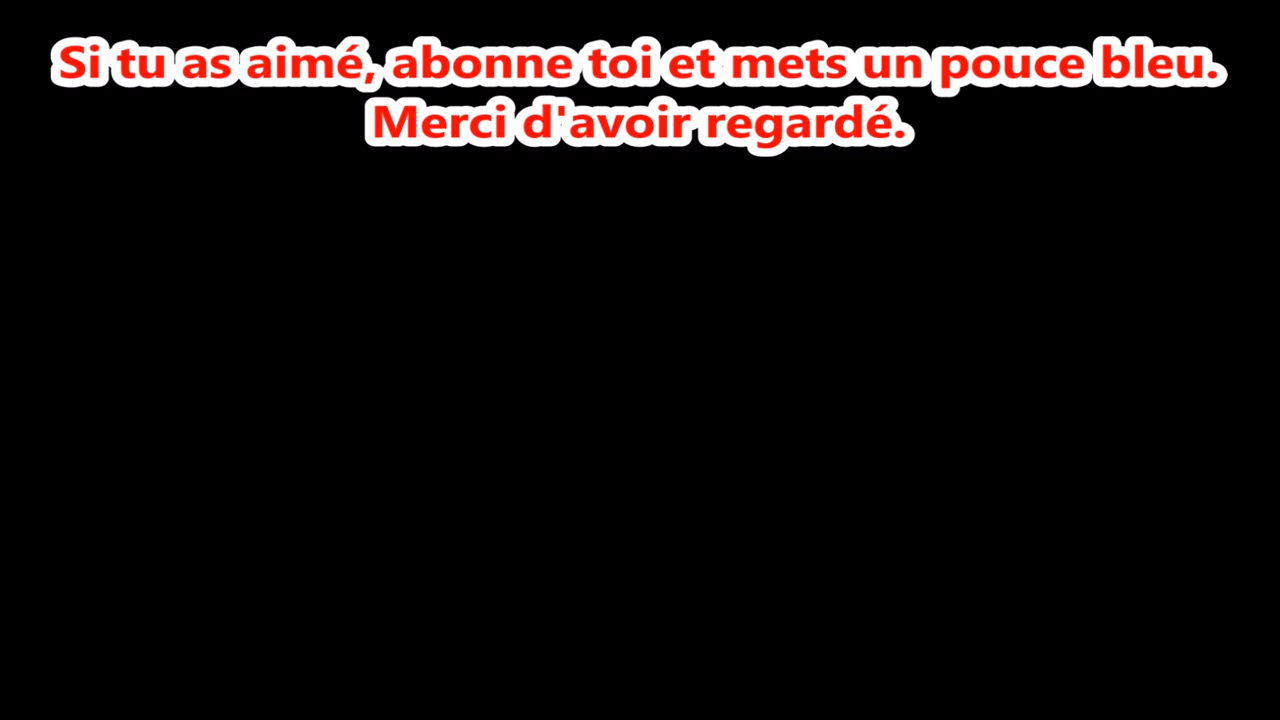 Si tu as aimé, abonne toi et mets un pouce bleu.
Merci d'avoir regardé.